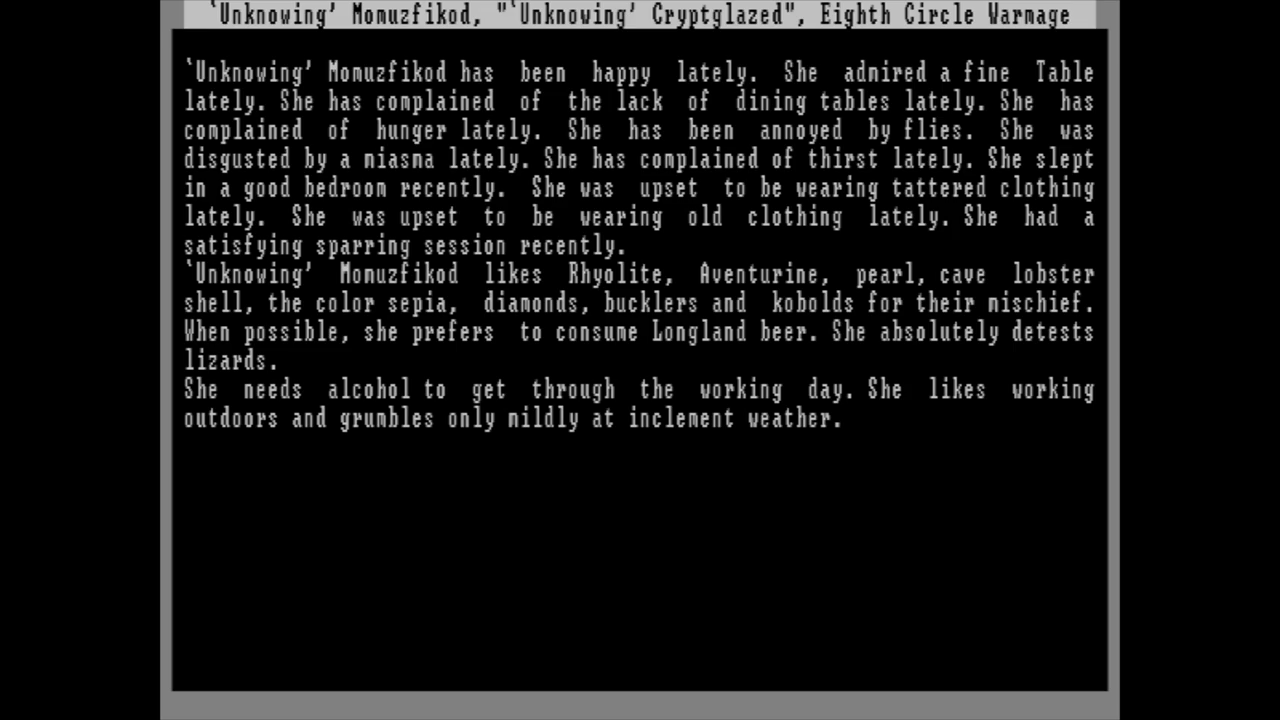 ‘Unknowing’ Momuzfikod, "‘Unknowing’ Cryptglazed", Eighth Circle Warmage
‘Unknowing’ Momuzfikod has been happy lately. She admired a fine Table
lately. She has complained of the lack of dining tables lately. She has
complained of hunger lately. She has been annoyed by flies. She was
disgusted by a miasma lately. She has complained of thirst lately. She slept
in a good bedroom recently. She was upset to be wearing tattered clothing
lately. She was upset to be wearing old clothing lately. She had a
satisfying sparring session recently.
‘Unknowing’ Momuzfikod likes Rhyolite, Aventurine, pearl, cave lobster
shell, the color sepia, diamonds, bucklers and kobolds for their mischief.
When possible, she prefers to consume Longland beer. She absolutely detests
lizards.
She needs alcohol to get through the working day. She likes working
outdoors and grumbles only mildly at inclement weather.